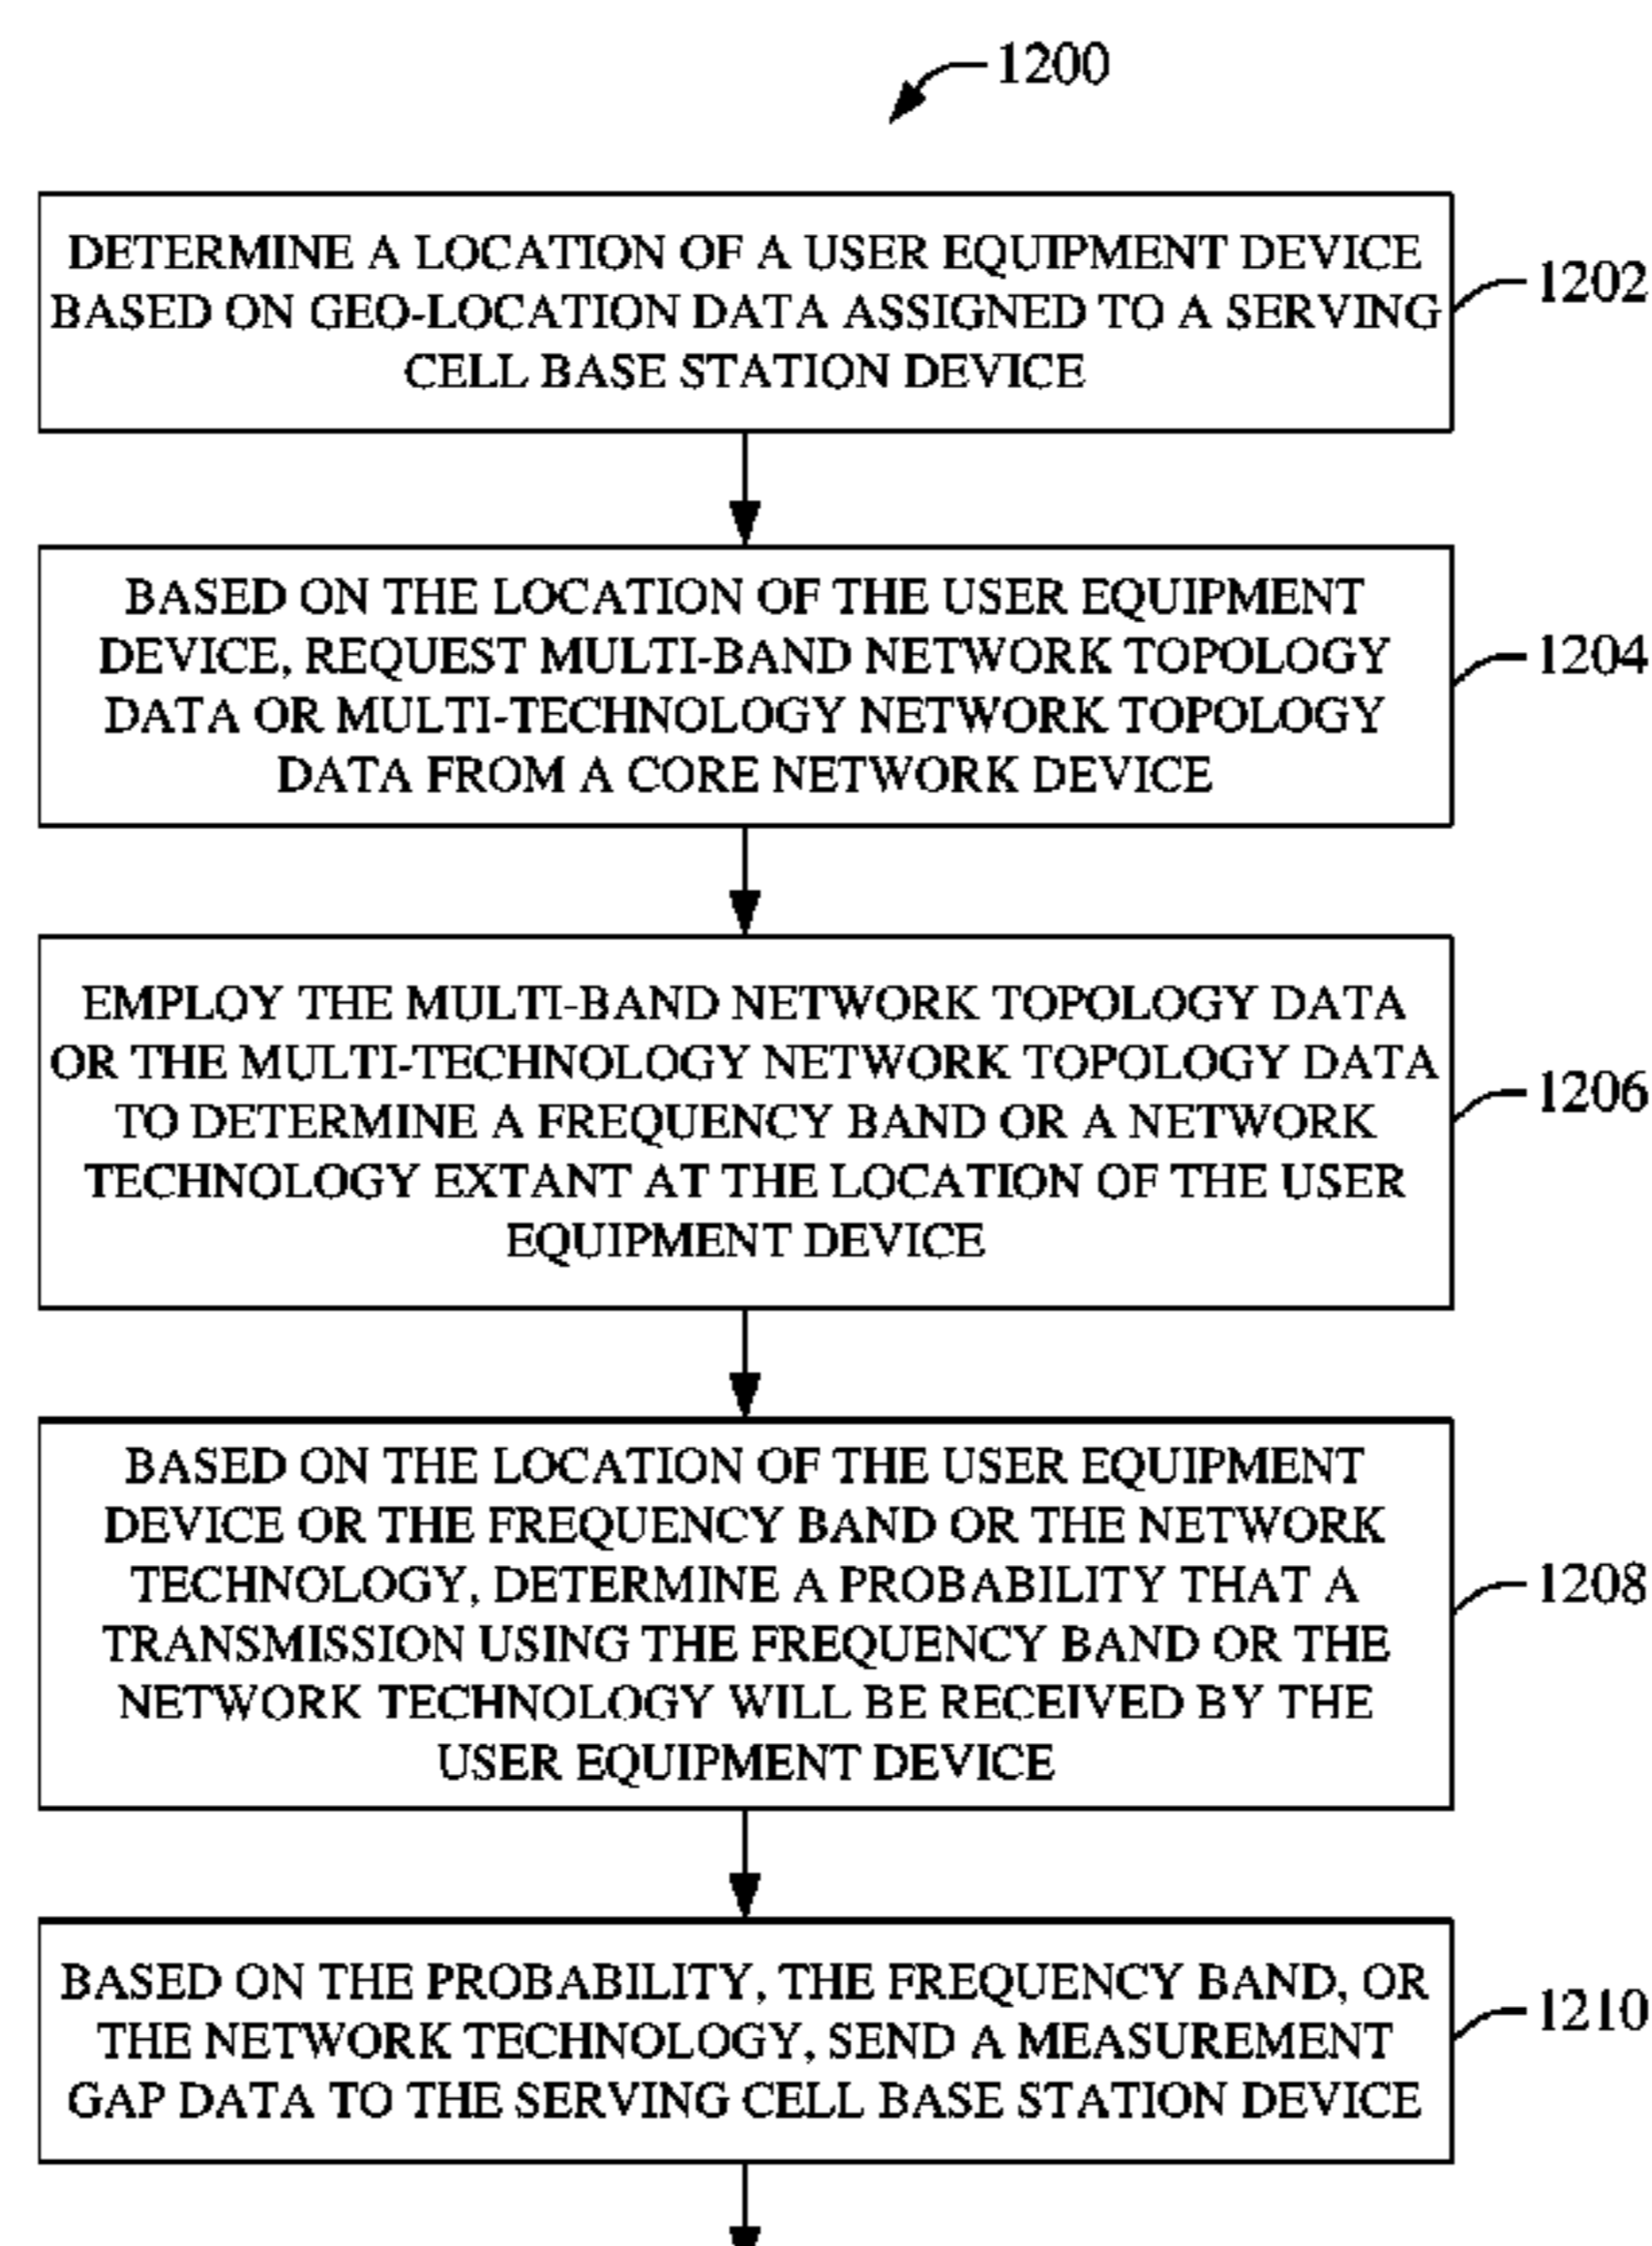 1200
DETERMINE A LOCATION OF A USER EQUIPMENT DEVICE
BASED ON GEO-LOCATION DATA ASSIGNED TO A SERVING
CELL BASE STATION DEVICE
1202
BASED ON THE LOCATION OF THE USER EQUIPMENT
DEVICE, REQUEST MULTI-BAND NETWORK TOPOLOGY
DATA OR MULTI-TECHNOLOGY NETWORK TOPOLOGY
DATA FROM A CORE NETWORK DEVICE
1204
EMPLOY THE MULTI-BAND NETWORK TOPOLOGY DATA
OR THE MULTI-TECHNOLOGY NETWORK TOPOLOGY DATA
TO DETERMINE A FREQUENCY BAND OR A NETWORK
TECHNOLOGY EXTANT AT THE LOCATION OF THE USER
EQUIPMENT DEVICE
1206
BASED ON THE LOCATION OF THE USER EQUIPMENT
DEVICE OR THE FREQUENCY BAND OR THE NETWORK
TECHNOLOGY, DETERMINE A PROBABILITY THAT A
TRANSMISSION USING THE FREQUENCY BAND OR THE
NETWORK TECHNOLOGY WILL BE RECEIVED BY THE
USER EQUIPMENT DEVICE
1208
BASED ON THE PROBABILITY, THE FREQUENCY BAND, OR
THE NETWORK TECHNOLOGY, SEND A MEASUREMENT
GAP DATA TO THE SERVING CELL BASE STATION DEVICE
1210